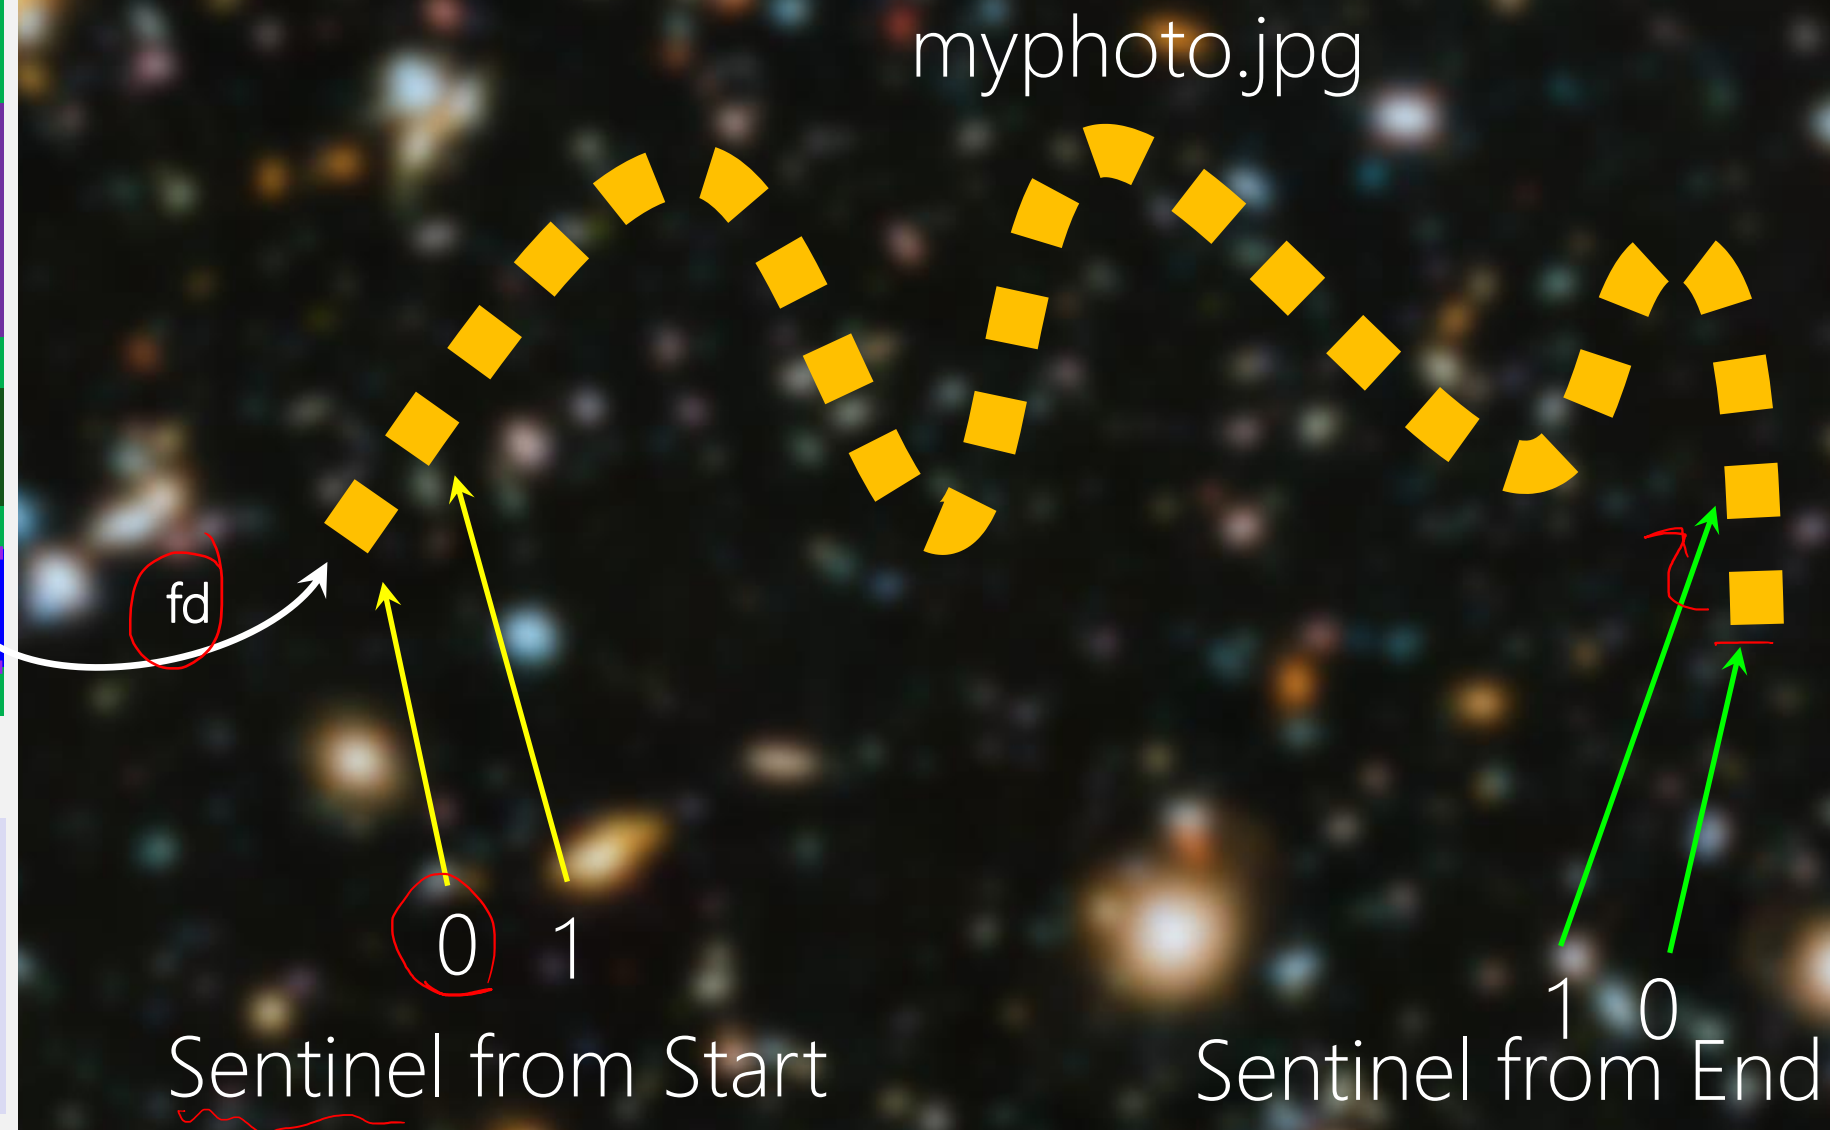 myphoto.jpg
fd
0 1
1 0
Sentinel from Start
Sentinel from End